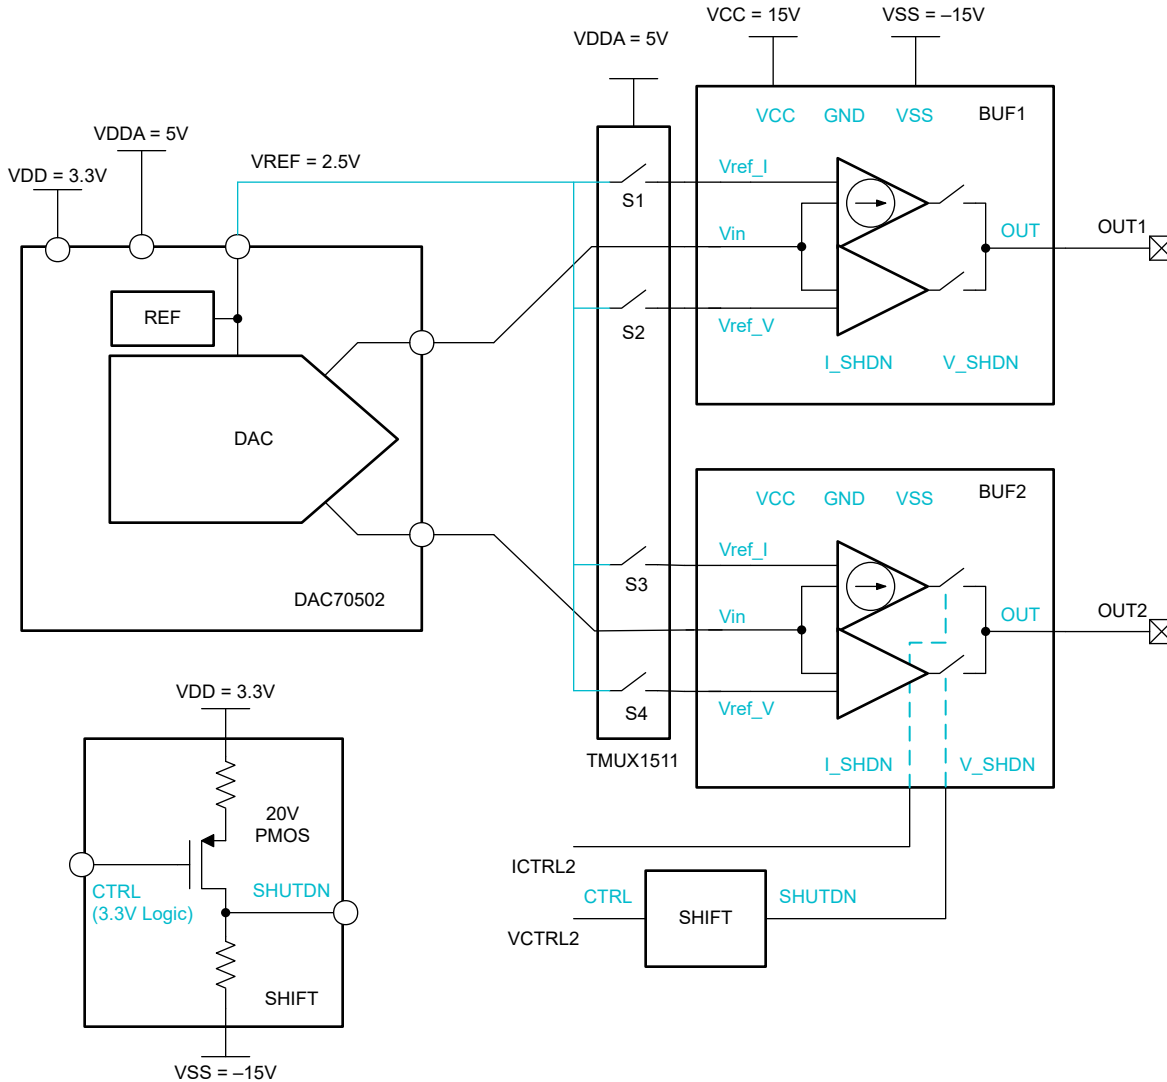 VCC = 15V
VSS = –15V
VDDA = 5V
VCC
GND
VSS
BUF1
VDDA = 5V
VREF = 2.5V
VDD = 3.3V
Vref_I
S1
Vin
OUT
OUT1
REF
S2
Vref_V
I_SHDN
V_SHDN
DAC
VCC
GND
VSS
BUF2
Vref_I
S3
DAC70502
Vin
OUT
OUT2
S4
Vref_V
VDD = 3.3V
TMUX1511
I_SHDN
V_SHDN
20V
PMOS
CTRL
(3.3V Logic)
SHUTDN
SHIFT
VSS = –15V
ICTRL2
CTRL
SHIFT
SHUTDN
VCTRL2